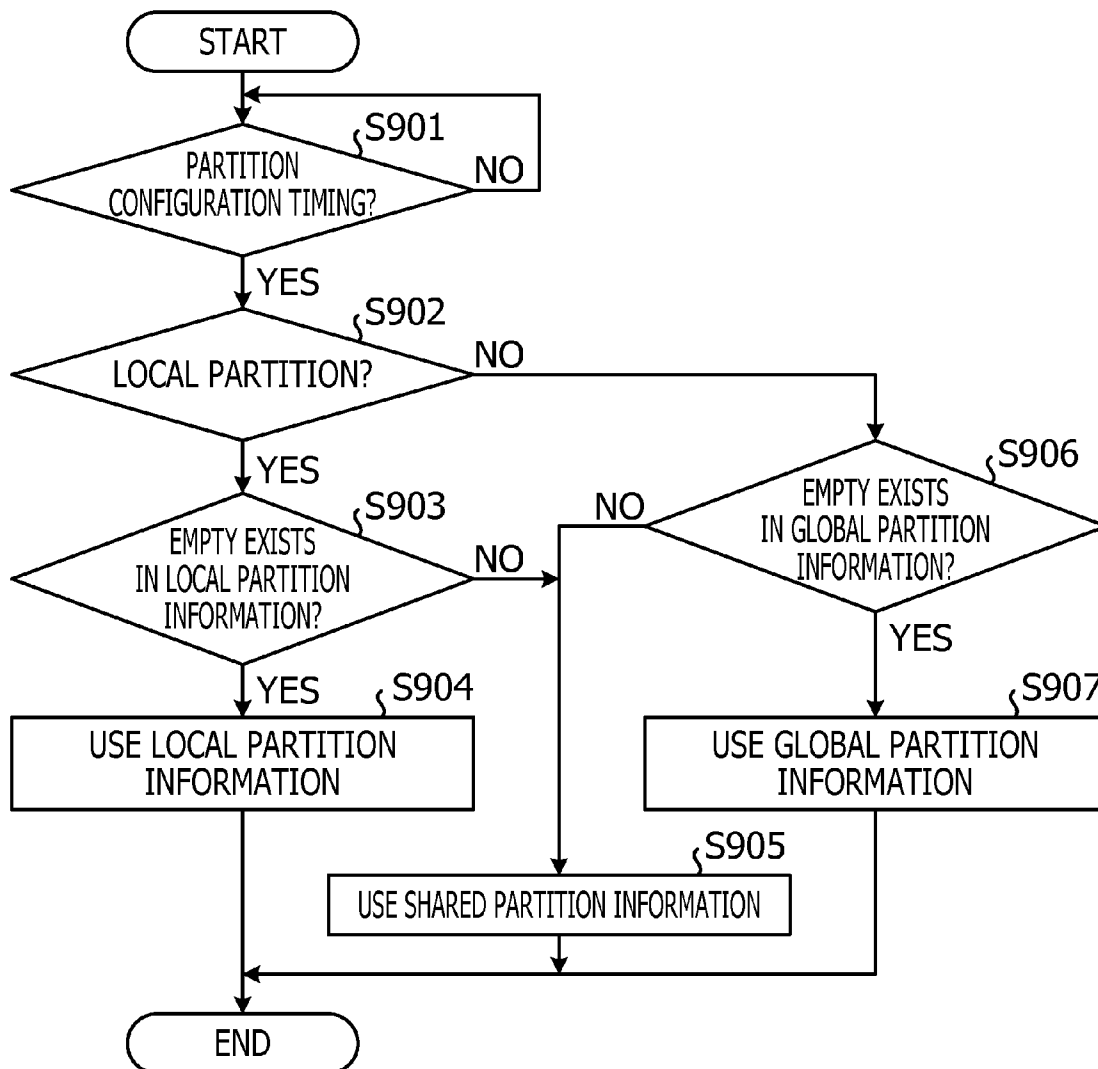 START
S901
PARTITION
CONFIGURATION TIMING?
NO
YES
S902
LOCAL PARTITION?
NO
YES
S903
EMPTY EXISTS
IN LOCAL PARTITION
INFORMATION?
NO
YES
S904
USE LOCAL PARTITION
INFORMATION
S906
EMPTY EXISTS
IN GLOBAL PARTITION
INFORMATION?
NO
YES
S907
USE GLOBAL PARTITION
INFORMATION
S905
USE SHARED PARTITION INFORMATION
END